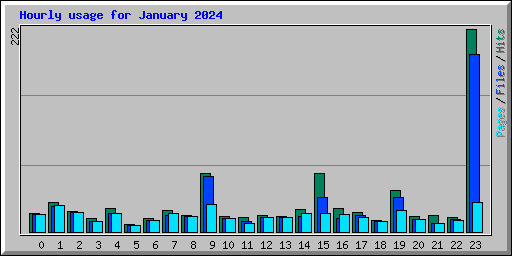 Hourly usage for January 2024
222
Pages / Files / Hits
0 1 2 3 4 5 6 7 8 9 10 11 12 13 14 15 16 17 18 19 20 21 22 23